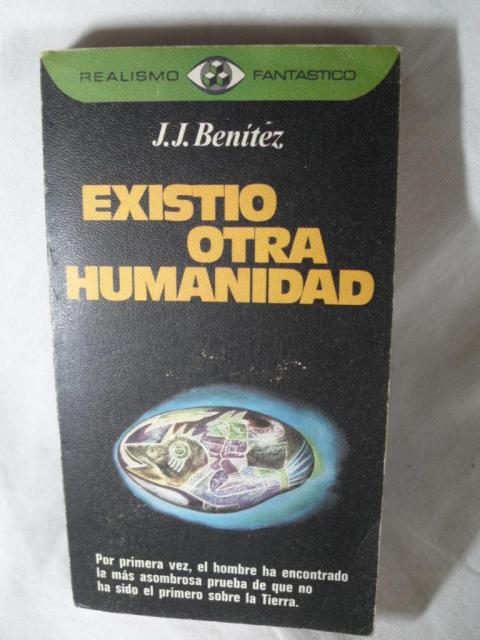 REALISMO FANTASTICO
J.J. Benítez
EXISTIO
OTRA
HUMANIDAD
Por primera vez, el hombre ha encontrado
la más asombrosa prueba de que no
ha sido el primero sobre la Tierra.